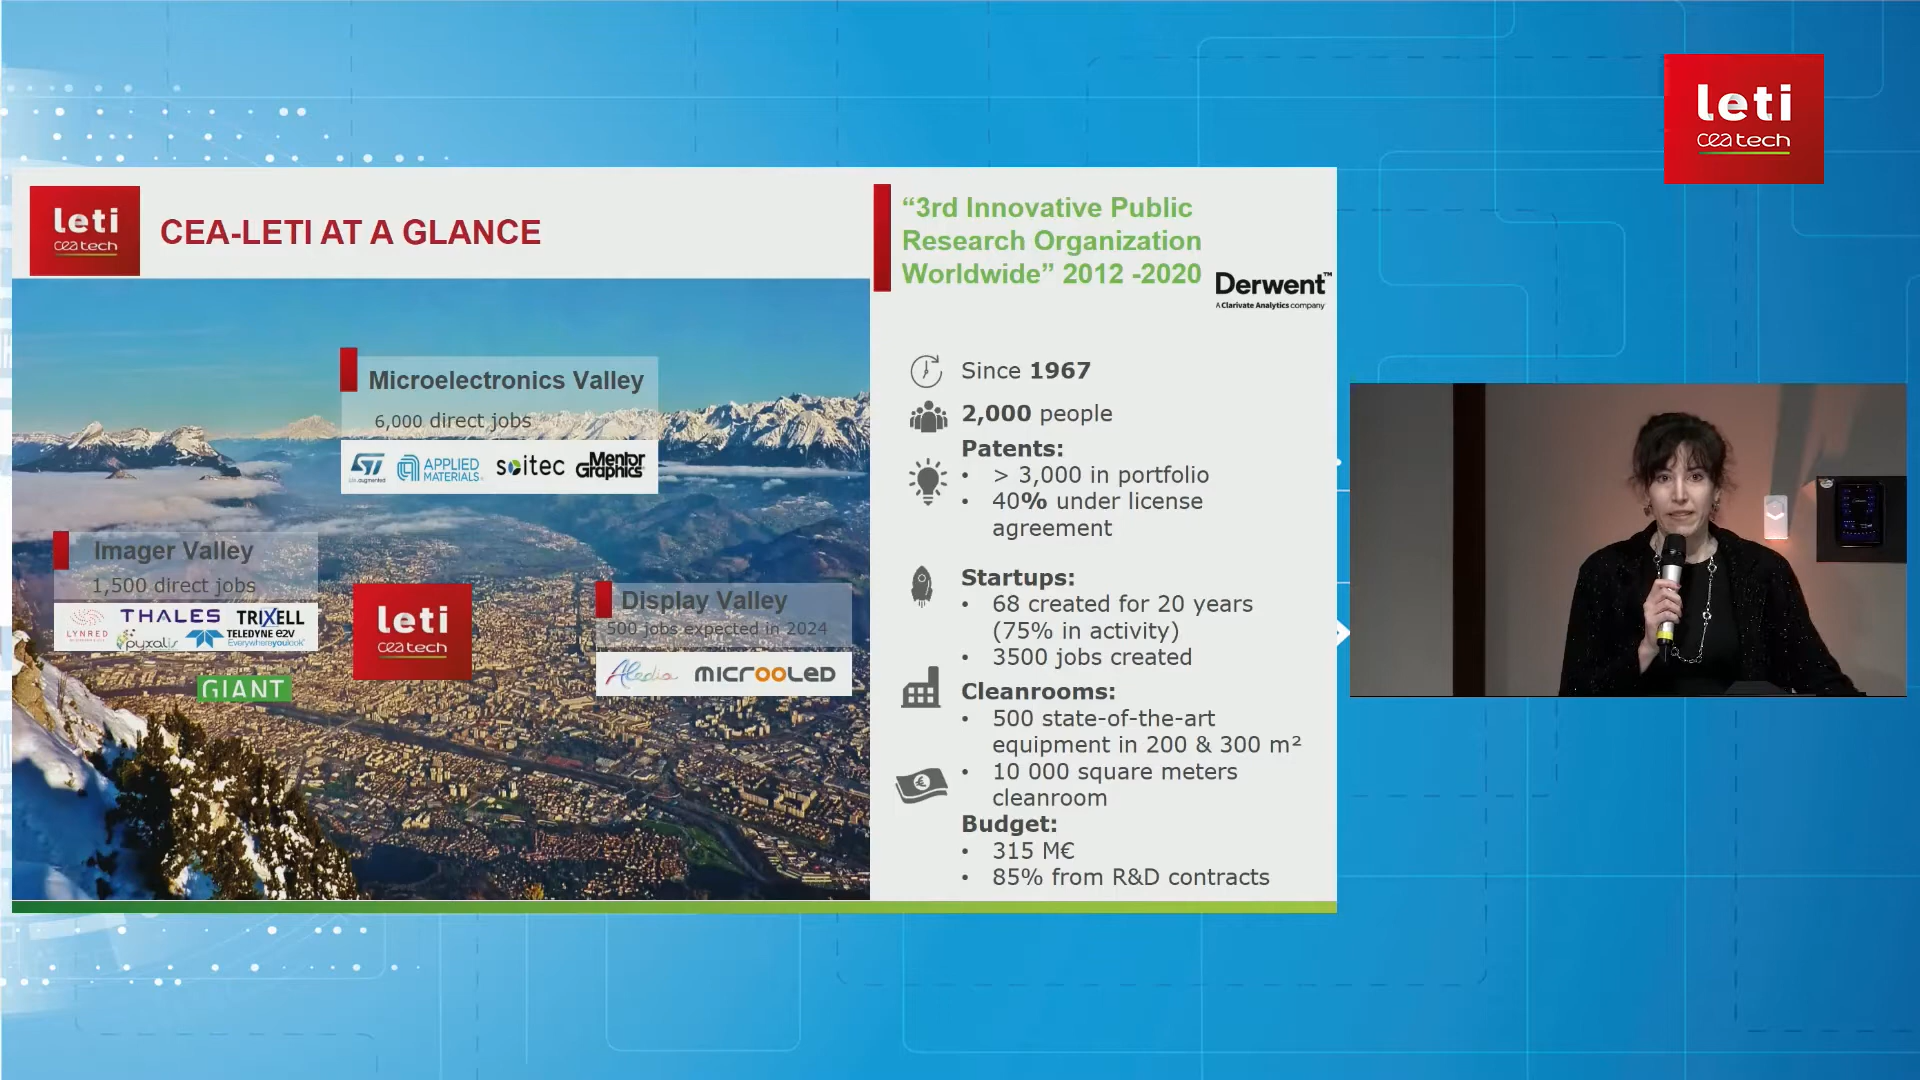 leti
cea tech
leti
cea tech
CEA-LETI AT A GLANCE
“3rd Innovative Public
Research Organization
Worldwide” 2012 -2020
Derwent™
A Clarivate Analytics company
Microelectronics Valley
6,000 direct jobs
ST
life.augmented
APPLIED
MATERIALS
soitec
Mentor
Graphics
Imager Valley
1,500 direct jobs
LYNRED
THALES
TRIXELL
pyxalis
TELEDYNE e2v
Everywhereyoulook
GIANT
leti
cea tech
Display Valley
500 jobs expected in 2024
Aledia
MICROOLED
Since 1967
2,000 people
Patents:
• > 3,000 in portfolio
• 40% under license
agreement
Startups:
• 68 created for 20 years
(75% in activity)
• 3500 jobs created
Cleanrooms:
• 500 state-of-the-art
equipment in 200 & 300 m²
• 10 000 square meters
cleanroom
Budget:
• 315 M€
• 85% from R&D contracts